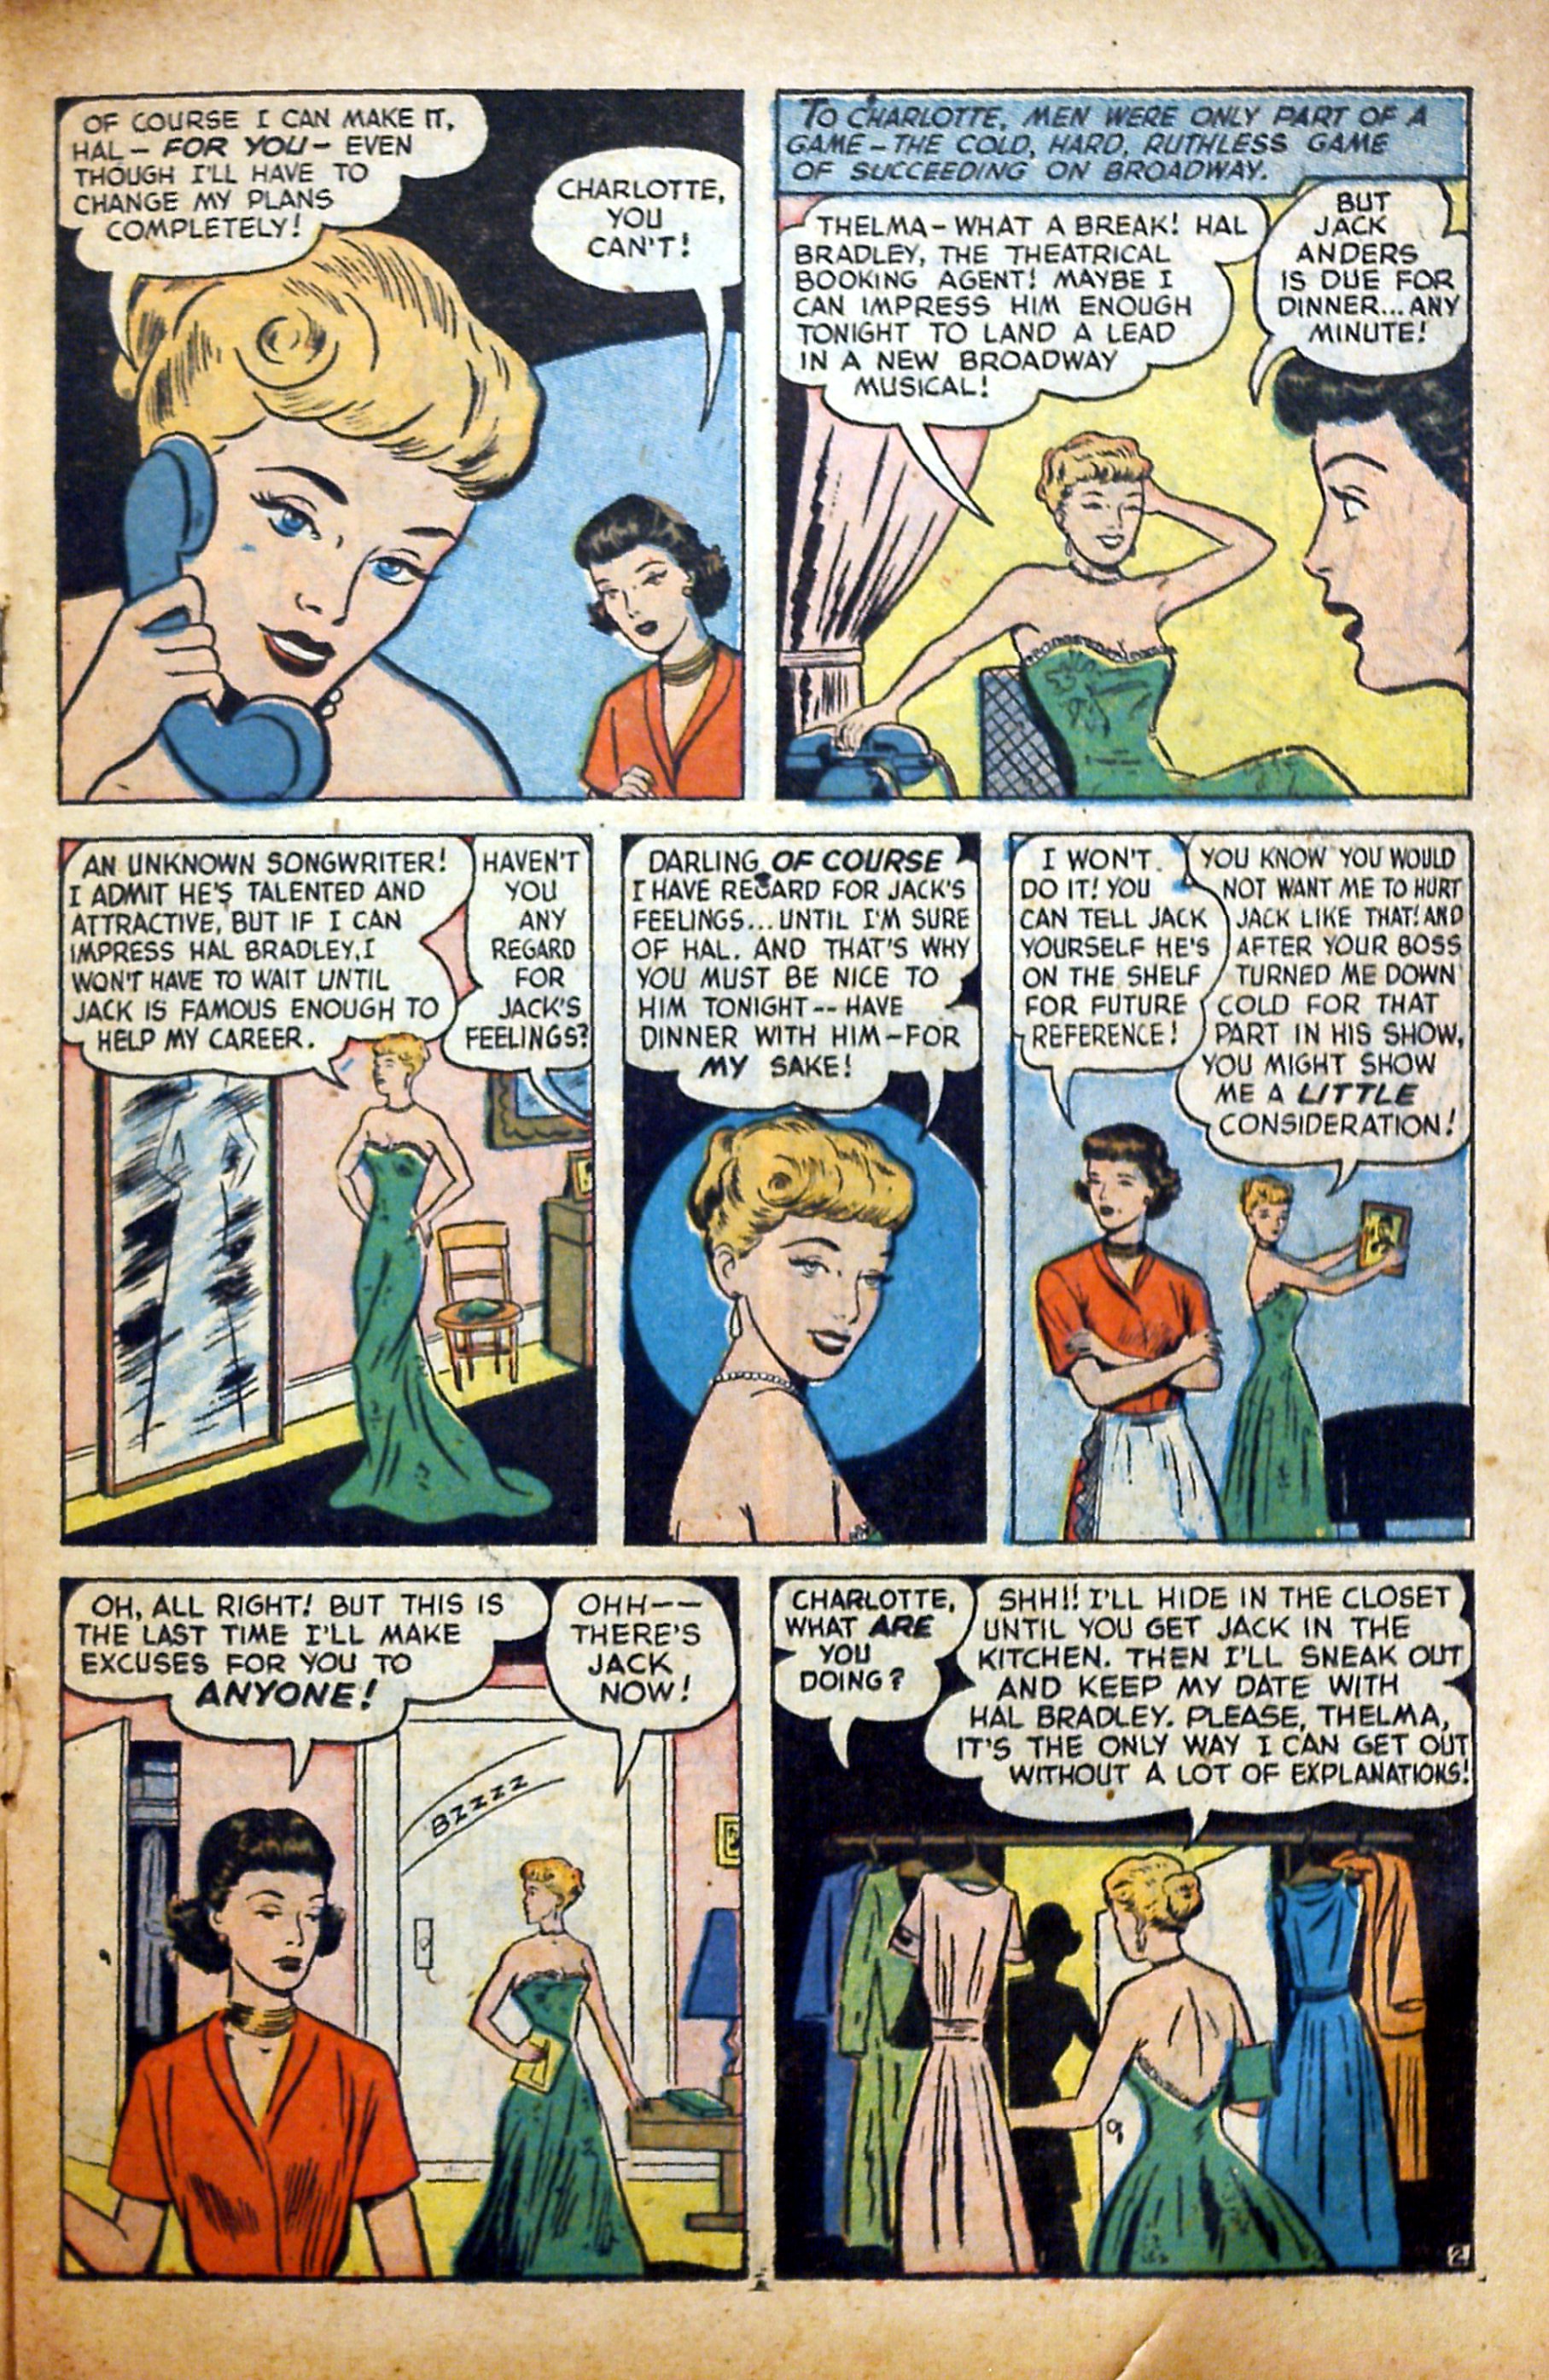 OF COURSE I CAN MAKE IT,
HAL – FOR YOU – EVEN
THOUGH I'LL HAVE TO
CHANGE MY PLANS
COMPLETELY!
CHARLOTTE,
YOU
CAN'T!
TO CHARLOTTE, MEN WERE ONLY PART OF A
GAME – THE COLD, HARD, RUTHLESS GAME
OF SUCCEEDING ON BROADWAY.
THELMA – WHAT A BREAK! HAL
BRADLEY, THE THEATRICAL
BOOKING AGENT! MAYBE I
CAN IMPRESS HIM ENOUGH
TONIGHT TO LAND A LEAD
IN A NEW BROADWAY
MUSICAL!
BUT
JACK
ANDERS
IS DUE FOR
DINNER...ANY
MINUTE!
AN UNKNOWN SONGWRITER!
I ADMIT HE'S TALENTED AND
ATTRACTIVE, BUT IF I CAN
IMPRESS HAL BRADLEY, I
WON'T HAVE TO WAIT UNTIL
JACK IS FAMOUS ENOUGH TO
HELP MY CAREER.
HAVEN'T
YOU
ANY
REGARD
FOR
JACK'S
FEELINGS?
DARLING, OF COURSE
I HAVE REGARD FOR JACK'S
FEELINGS...UNTIL I'M SURE
OF HAL. AND THAT'S WHY
YOU MUST BE NICE TO
HIM TONIGHT -- HAVE
DINNER WITH HIM – FOR
MY SAKE!
I WON'T
DO IT! YOU
CAN TELL JACK
YOURSELF HE'S
ON THE SHELF
FOR FUTURE
REFERENCE!
YOU KNOW YOU WOULD
NOT WANT ME TO HURT
JACK LIKE THAT! AND
AFTER YOUR BOSS
TURNED ME DOWN
COLD FOR THAT
PART IN HIS SHOW,
YOU MIGHT SHOW
ME A LITTLE
CONSIDERATION!
OH, ALL RIGHT! BUT THIS IS
THE LAST TIME I'LL MAKE
EXCUSES FOR YOU TO
ANYONE!
OHH --
THERE'S
JACK
NOW!
BZZZZ
CHARLOTTE,
WHAT ARE
YOU
DOING?
SHH!! I'LL HIDE IN THE CLOSET
UNTIL YOU GET JACK IN THE
KITCHEN. THEN I'LL SNEAK OUT
AND KEEP MY DATE WITH
HAL BRADLEY. PLEASE, THELMA,
IT'S THE ONLY WAY I CAN GET OUT
WITHOUT A LOT OF EXPLANATIONS!
2